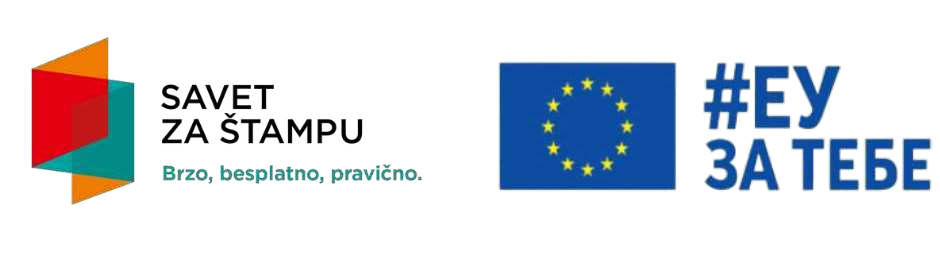 SAVET
ZA ŠTAMPU
Brzo, besplatno, pravično.
#ЕУ
ЗА ТЕБЕ